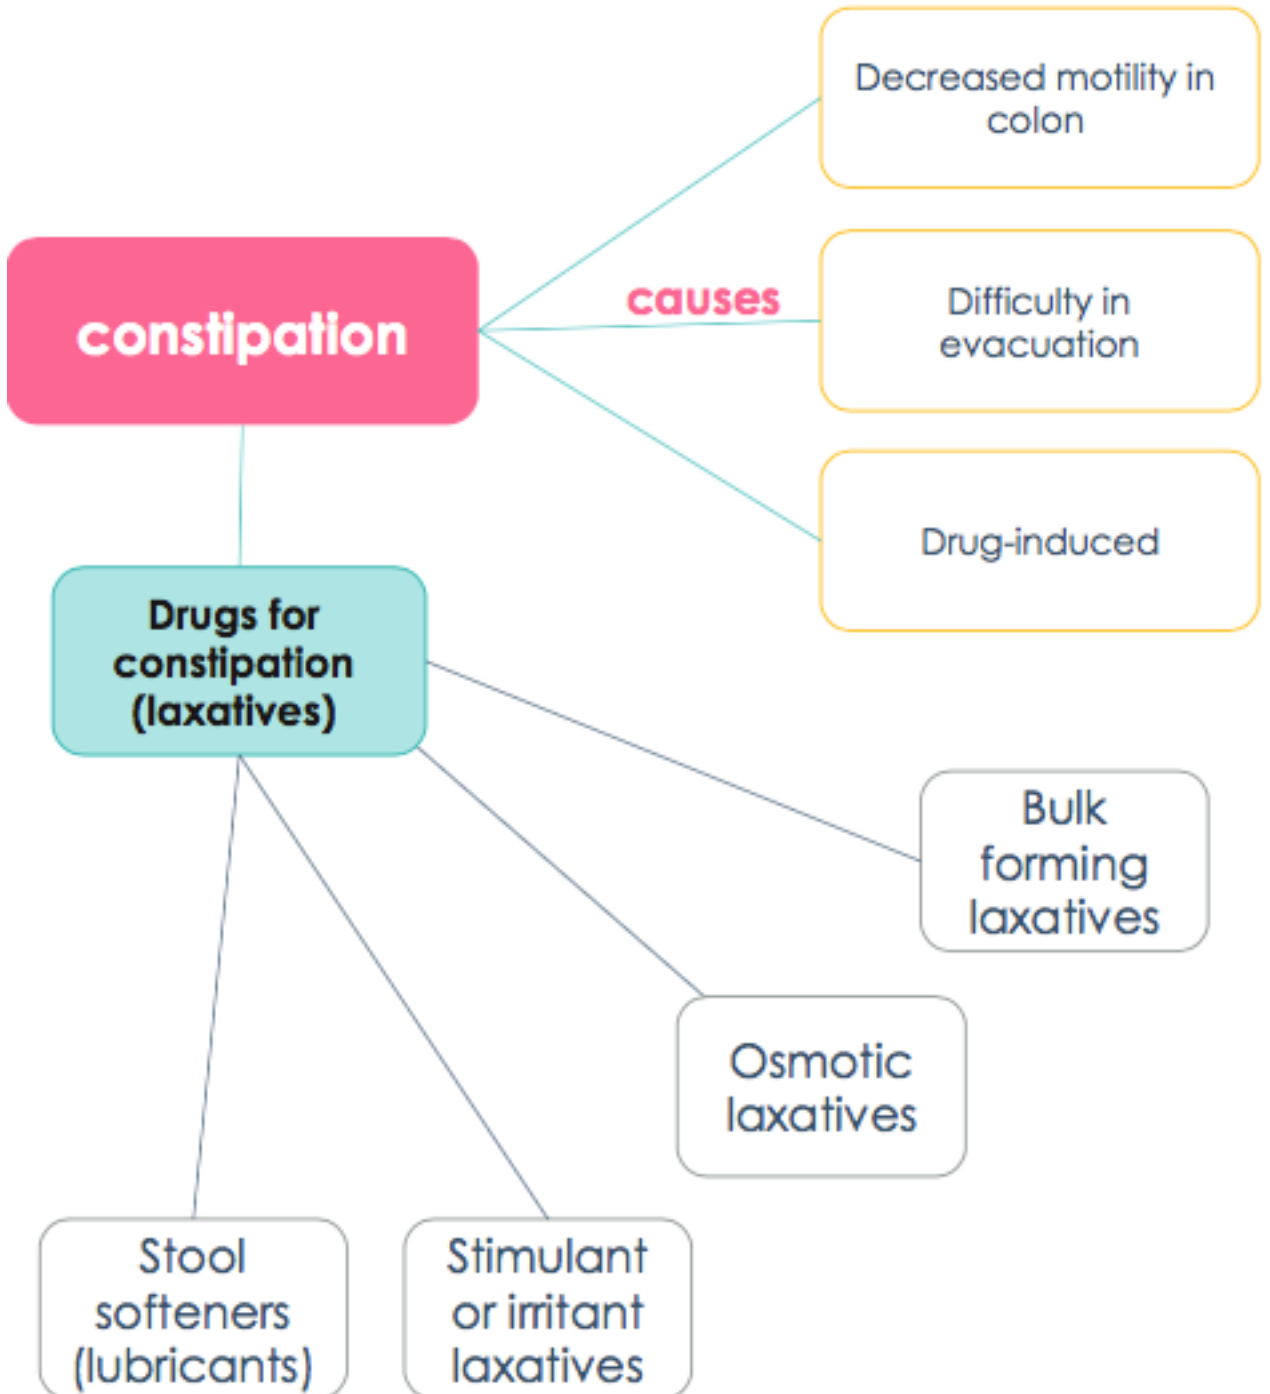 Decreased motility in
colon
constipation
causes
Difficulty in
evacuation
Drug-induced
Drugs for
constipation
(laxatives)
Bulk
forming
laxatives
Osmotic
laxatives
Stool
softeners
(lubricants)
Stimulant
or irritant
laxatives